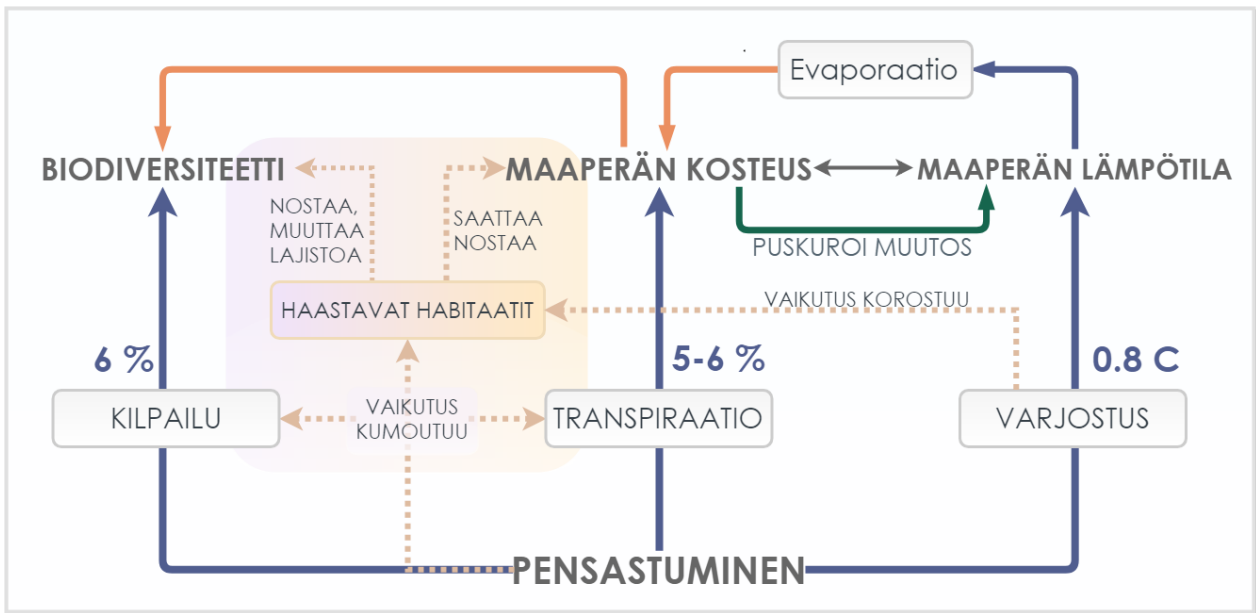 Evaporaatio
BIODIVERSITEETTI
MAAPERÄN KOSTEUS
MAAPERÄN LÄMPÖTILA
NOSTAA,
MUUTTAA
LAJISTOA
SAATTAA
NOSTAA
PUSKUROI MUUTOS
HAASTAVAT HABITAATIT
VAIKUTUS KOROSTUU
6 %
5-6 %
0.8 C
KILPAILU
VAIKUTUS
KUMOUTUU
TRANSPIRAATIO
VARJOSTUS
PENSASTUMINEN